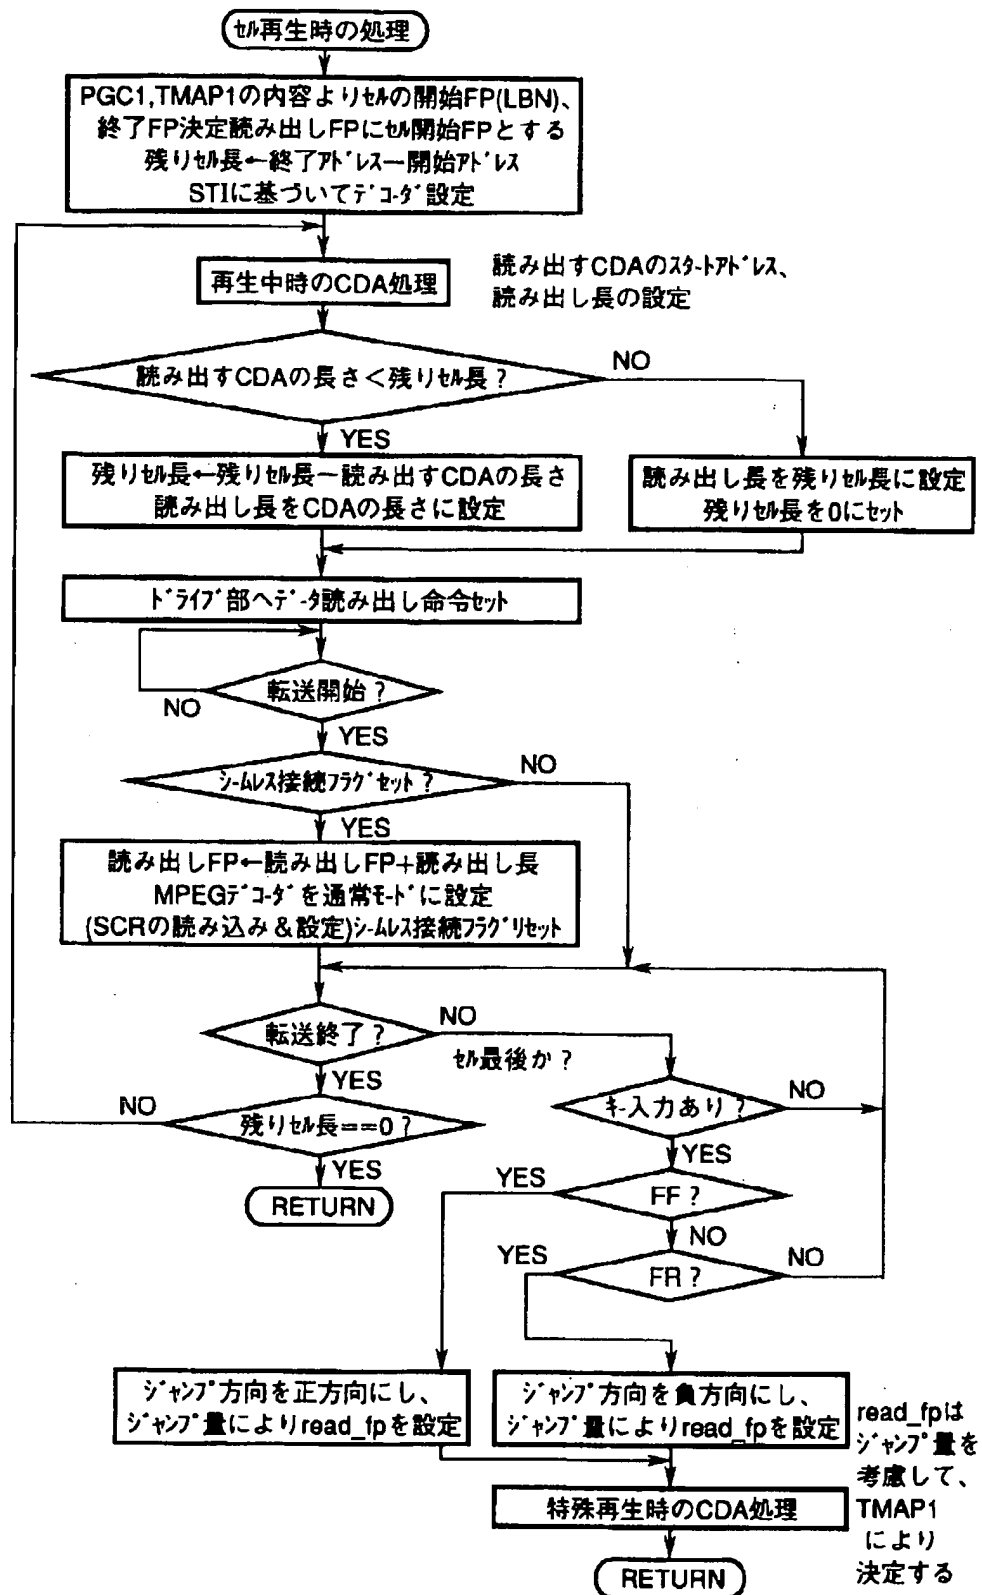 ｾﾙ再生時の処理
PGC1,TMAP1の内容よりｾﾙの開始FP(LBN)、
終了FP決定読み出しFPにｾﾙ開始FPとする
残りｾﾙ長←終了ｱﾄﾞﾚｽー開始ｱﾄﾞﾚｽ
STIに基づいてﾃﾞｺｰﾀﾞ設定
再生中時のCDA処理
読み出すCDAのｽﾀｰﾄｱﾄﾞﾚｽ、
読み出し長の設定
読み出すCDAの長さ＜残りｾﾙ長？
NO
YES
残りｾﾙ長←残りｾﾙ長ー読み出すCDAの長さ
読み出し長をCDAの長さに設定
読み出し長を残りｾﾙ長に設定
残りｾﾙ長を0にｾｯﾄ
ﾄﾞﾗｲﾌﾞ部へﾃﾞｰﾀ読み出し命令ｾｯﾄ
転送開始？
NO
YES
ｼｰﾑﾚｽ接続ﾌﾗｸﾞｾｯﾄ？
NO
YES
読み出しFP←読み出しFP＋読み出し長
MPEGﾃﾞｺｰﾀﾞを通常ﾓｰﾄﾞに設定
(SCRの読み込み＆設定)ｼｰﾑﾚｽ接続ﾌﾗｸﾞﾘｾｯﾄ
転送終了？
NO
ｾﾙ最後か？
YES
ｷｰ入力あり？
NO
NO
残りｾﾙ長==0？
YES
YES
RETURN
YES
FF？
NO
YES
FR？
NO
ｼﾞｬﾝﾌﾟ方向を正方向にし、
ｼﾞｬﾝﾌﾟ量によりread_fpを設定
ｼﾞｬﾝﾌﾟ方向を負方向にし、
ｼﾞｬﾝﾌﾟ量によりread_fpを設定
read_fpは
ｼﾞｬﾝﾌﾟ量を
考慮して、
TMAP1
により
決定する
特殊再生時のCDA処理
RETURN